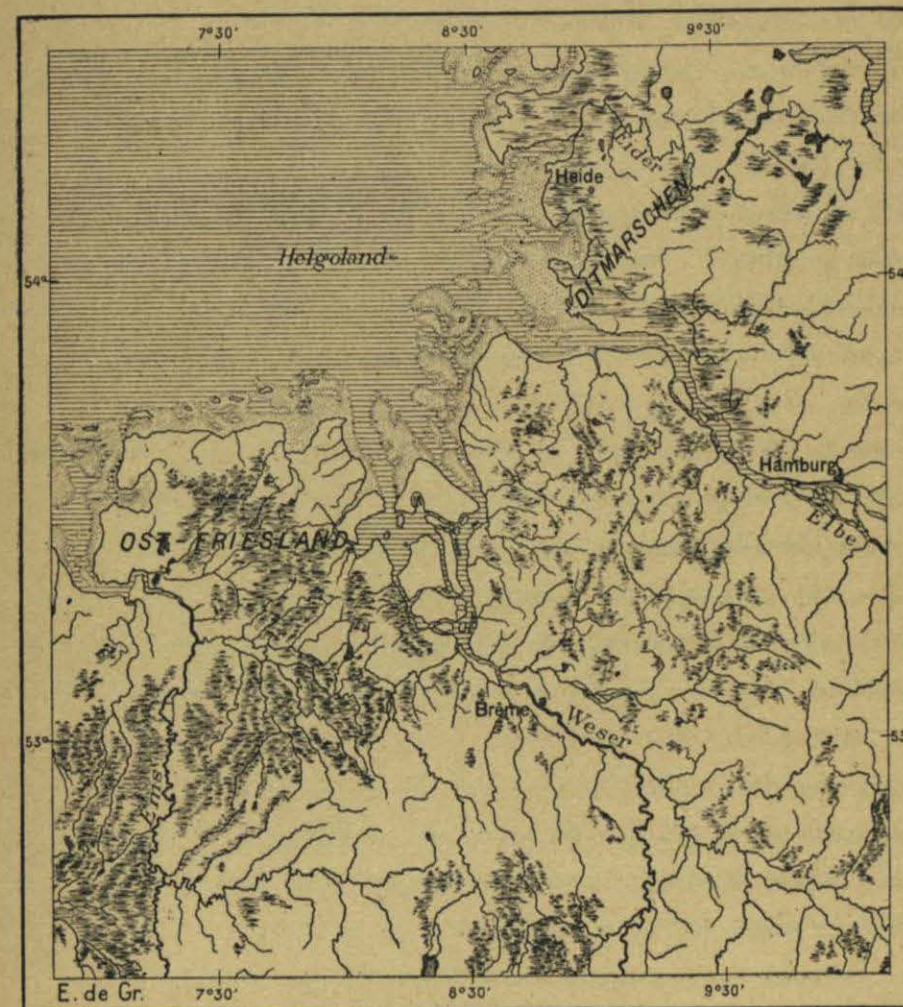 7°30' 8°30' 9°30'
Eider
Heide
DITMARSCHEN
Helgoland
54° 54
Hamburg
Elbe
OST-FRIESLAND
Brême
Weser
53° 53
Ems
E. de Gr. 7°30' 8°30' 9°30'